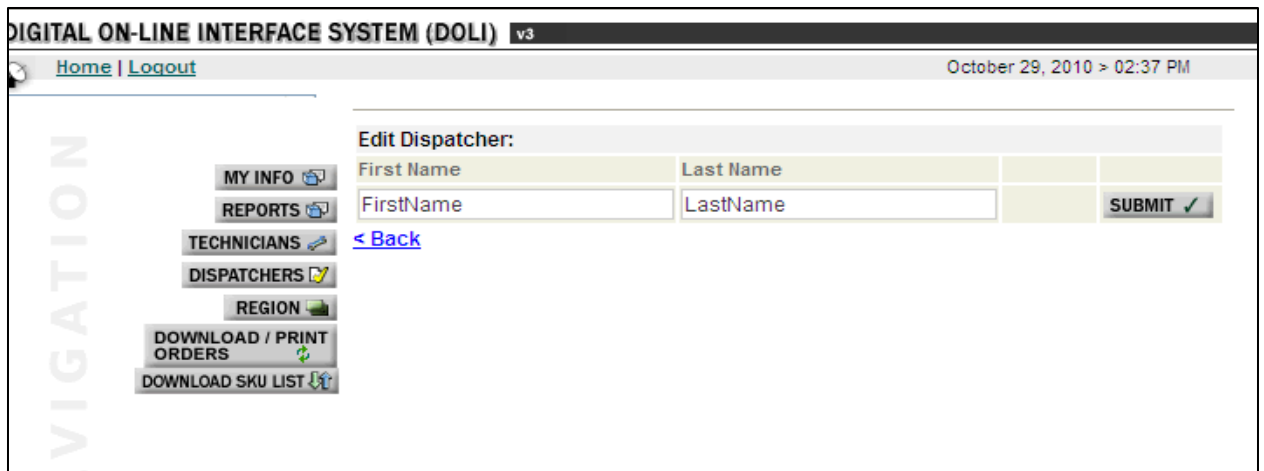 DIGITAL ON-LINE INTERFACE SYSTEM (DOLI) v3
Home | Logout October 29, 2010 > 02:37 PM
NAVIGATION
MY INFO
REPORTS
TECHNICIANS
DISPATCHERS
REGION
DOWNLOAD / PRINT
ORDERS
DOWNLOAD SKU LIST
Edit Dispatcher:
First Name Last Name
FirstName LastName SUBMIT
< Back